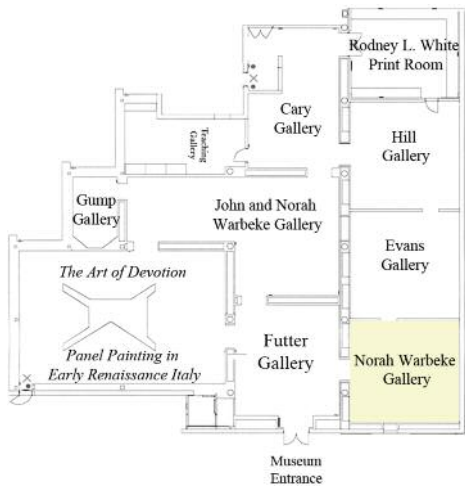 Rodney L. White
Print Room
Cary
Gallery
Hill
Gallery
Teaching
Gallery
Gump
Gallery
John and Norah
Warbeke Gallery
Evans
Gallery
The Art of Devotion
Panel Painting in
Early Renaissance Italy
Futter
Gallery
Norah Warbeke
Gallery
Museum
Entrance